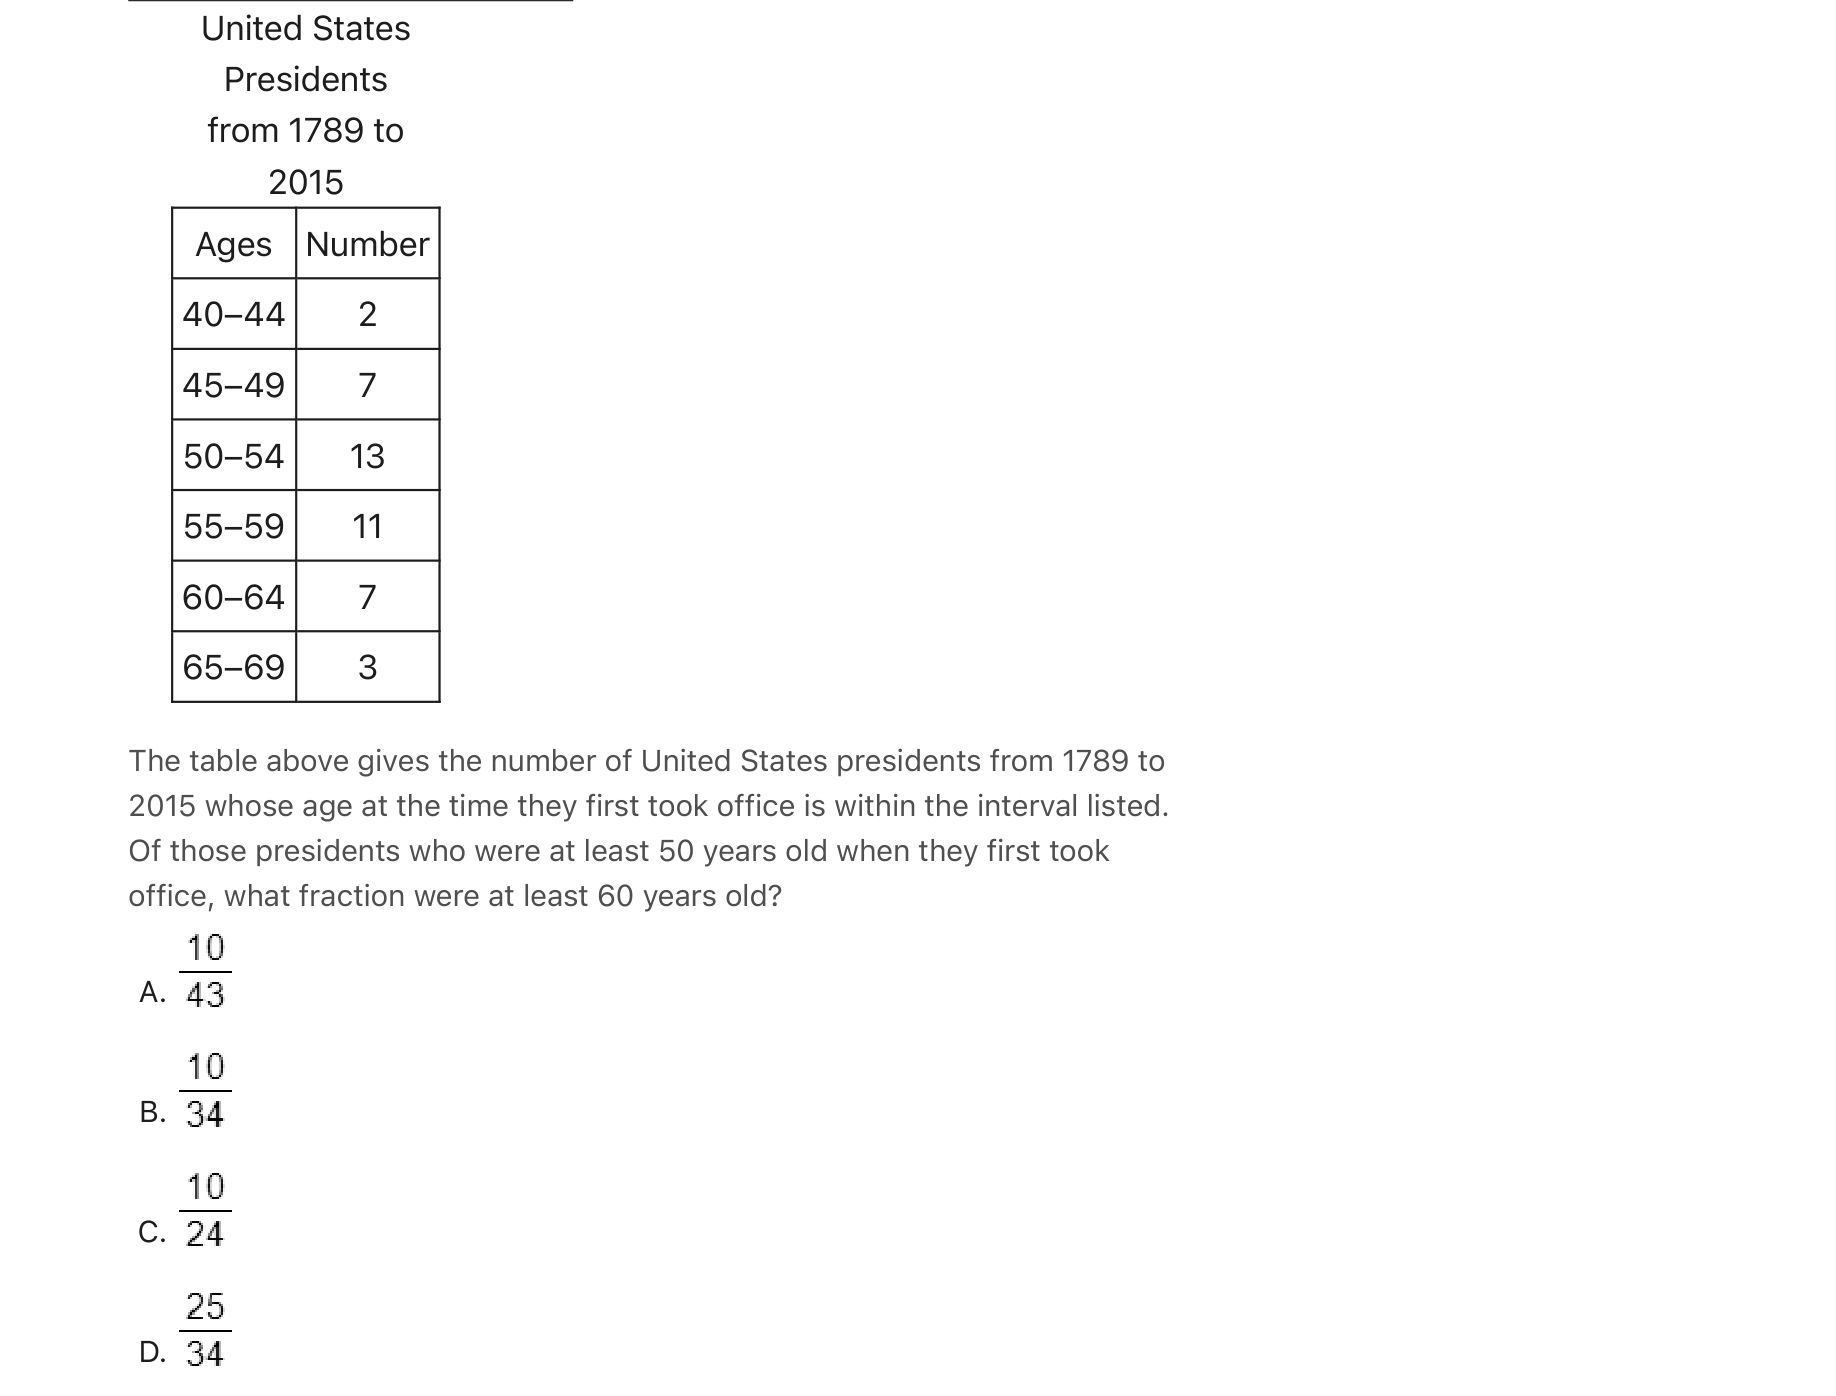 United States
Presidents
from 1789 to
2015
Ages Number
40–44 2
45–49 7
50–54 13
55–59 11
60–64 7
65–69 3
The table above gives the number of United States presidents from 1789 to
2015 whose age at the time they first took office is within the interval listed.
Of those presidents who were at least 50 years old when they first took
office, what fraction were at least 60 years old?
A. 10/43
B. 10/34
C. 10/24
D. 25/34